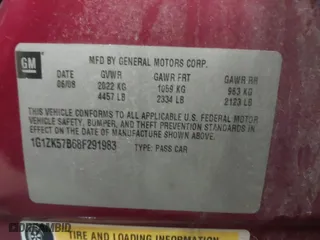 GM
MFD BY GENERAL MOTORS CORP.
DATE GVWR GAWR FRT GAWR RR
06/08 2022 KG 1059 KG 963 KG
4457 LB 2334 LB 2123 LB
THIS VEHICLE CONFORMS TO ALL APPLICABLE U.S. FEDERAL MOTOR
VEHICLE SAFETY, BUMPER, AND THEFT PREVENTION STANDARDS
IN EFFECT ON THE DATE OF MANUFACTURE SHOWN ABOVE.
1G1ZK57B68F291983 TYPE: PASS CAR
TIRE AND LOADING INFORMATION
DREAMBID